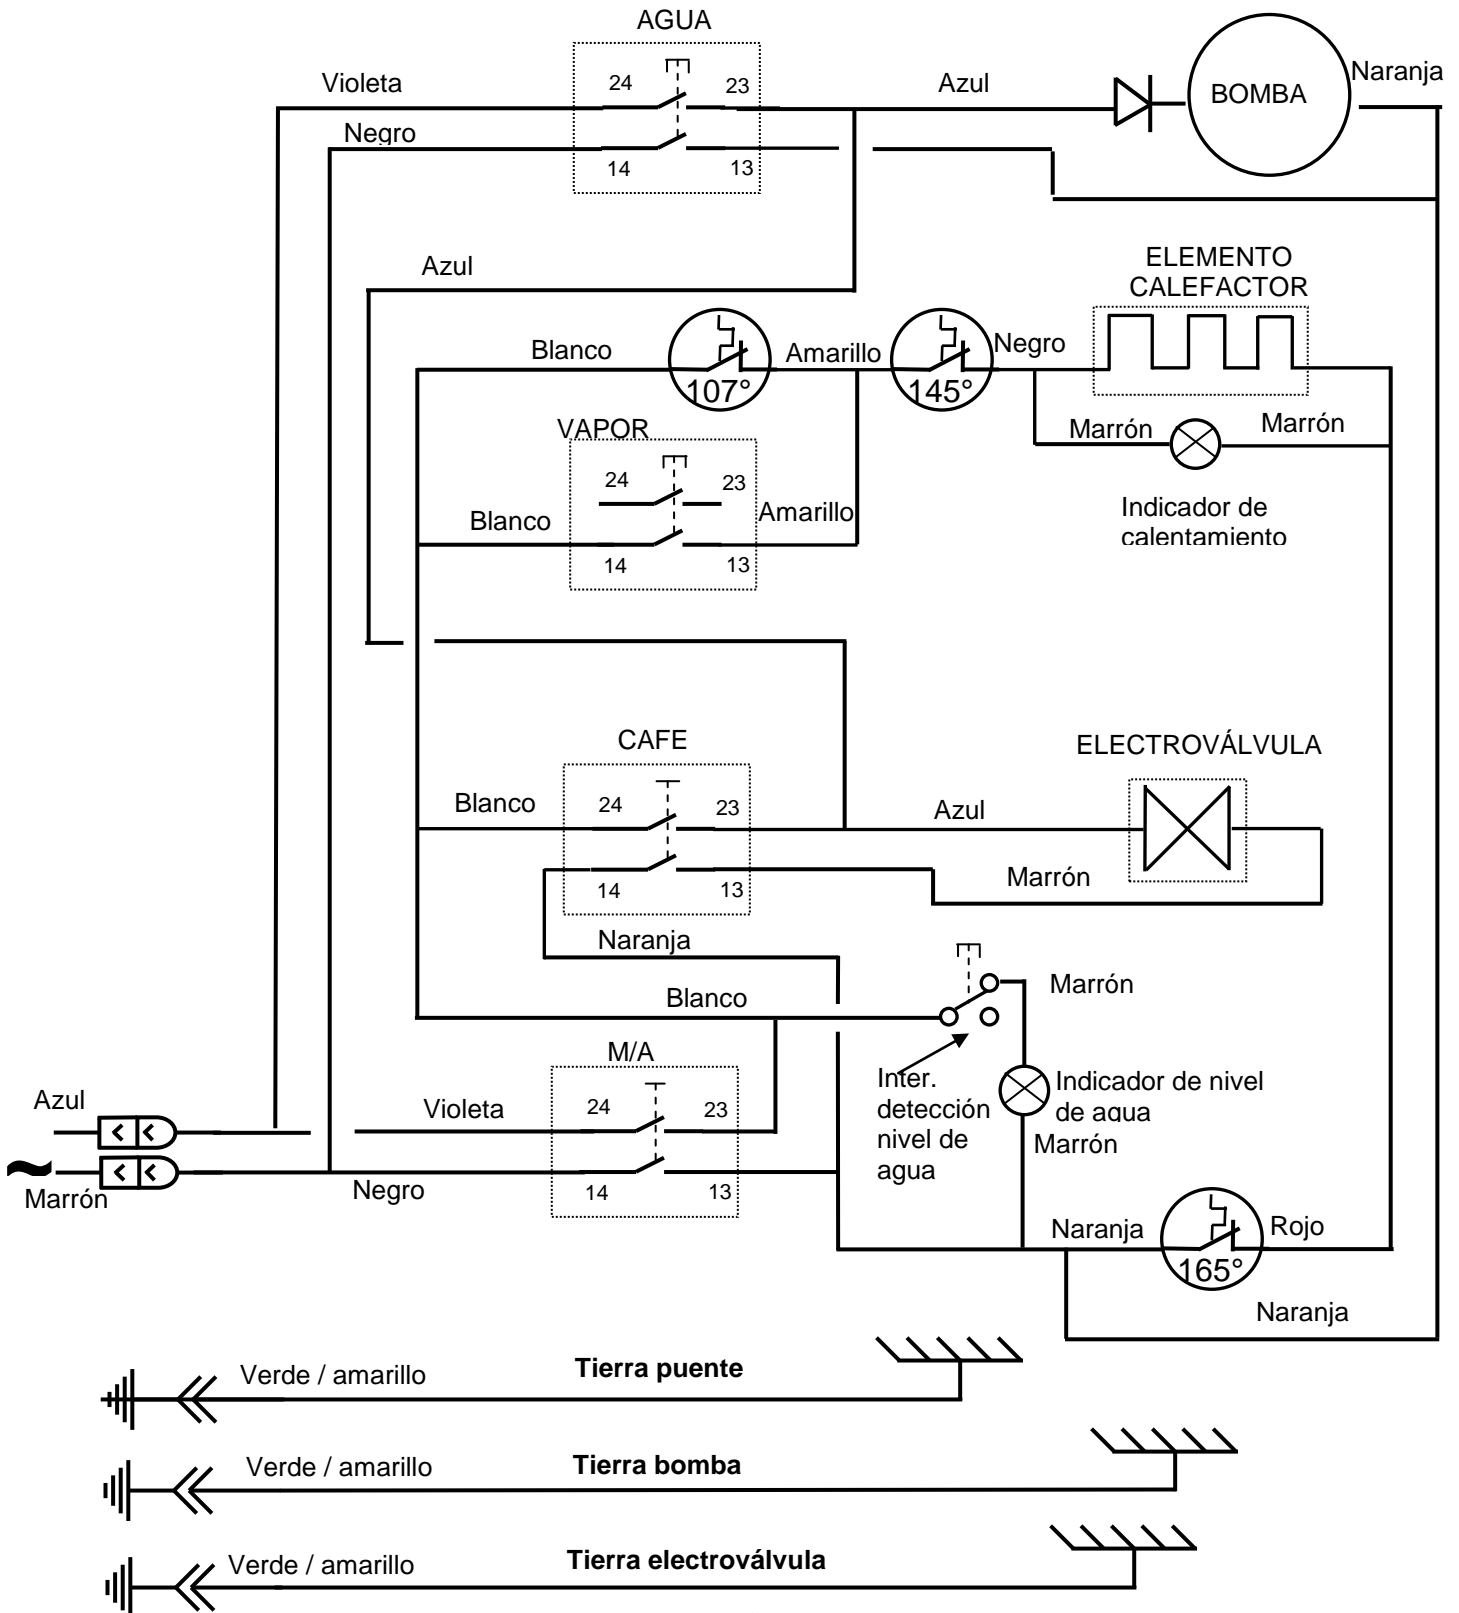 AGUA
Violeta
24
23
Azul
BOMBA
Naranja
Negro
14
13
Azul
ELEMENTO
CALEFACTOR
Blanco
107°
Amarillo
145°
Negro
Marrón
Marrón
VAPOR
24
23
Amarillo
Blanco
14
13
Indicador de
calentamiento
CAFE
ELECTROVÁLVULA
Blanco
24
23
Azul
14
13
Marrón
Naranja
Blanco
Marrón
M/A
Inter.
detección
nivel de
agua
Indicador de nivel
de agua
Marrón
Azul
Violeta
24
23
Marrón
Negro
14
13
Naranja
165°
Rojo
Naranja
Verde / amarillo
Tierra puente
Verde / amarillo
Tierra bomba
Verde / amarillo
Tierra electroválvula